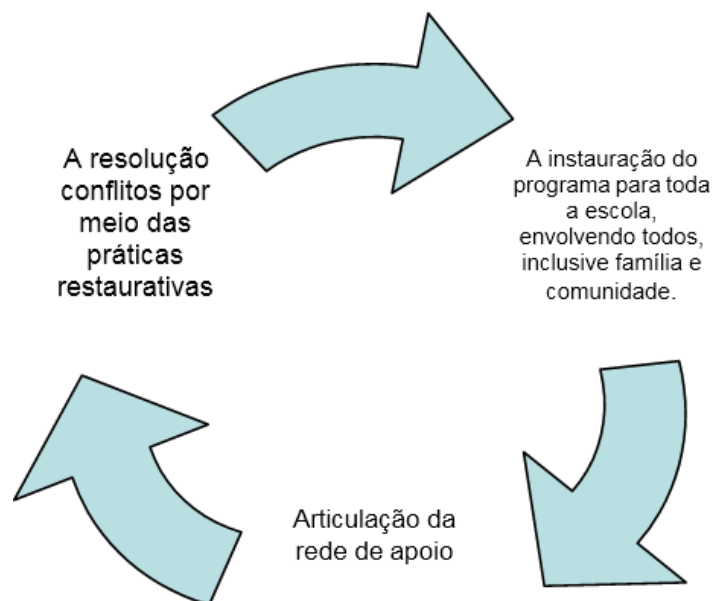 A resolução
conflitos por
meio das
práticas
restaurativas
A instauração do
programa para toda
a escola,
envolvendo todos,
inclusive família e
comunidade.
Articulação da
rede de apoio